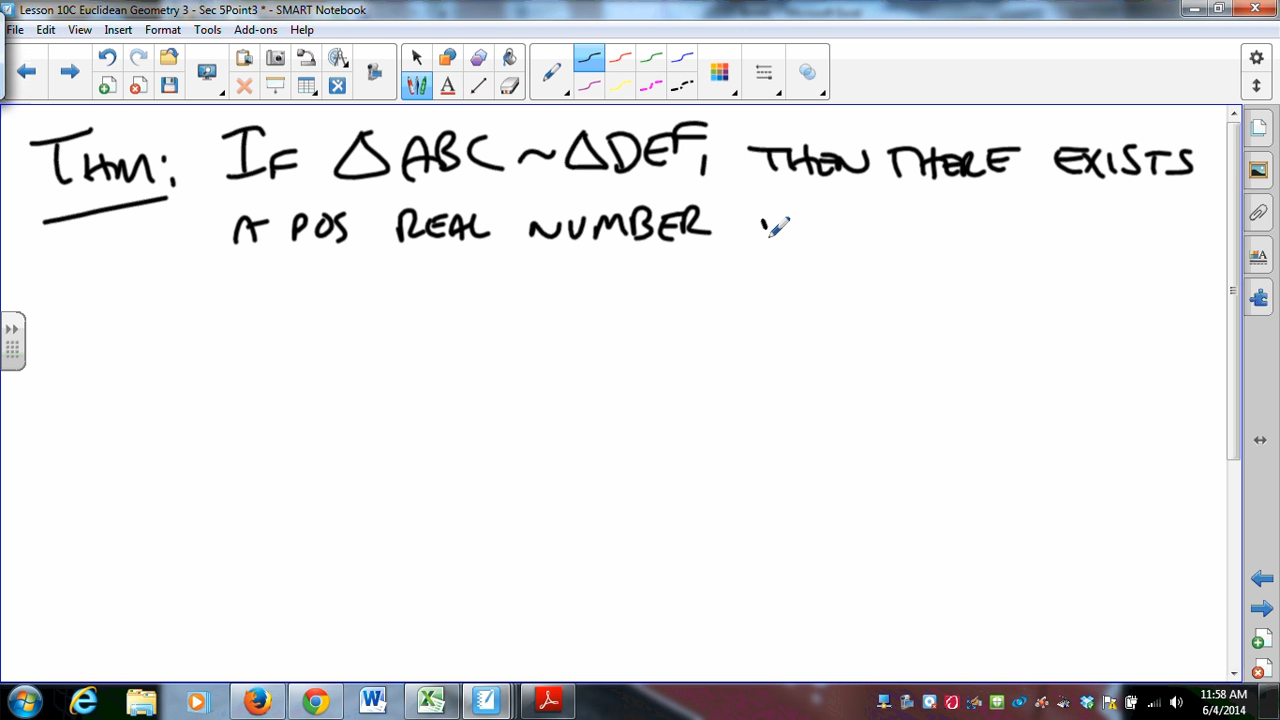 Lesson 10C Euclidean Geometry 3 - Sec 5Point3 * - SMART Notebook
File Edit View Insert Format Tools Add-ons Help
THM: IF △ABC ~ △DEF, THEN THERE EXISTS
A POS REAL NUMBER
11:58 AM
6/4/2014